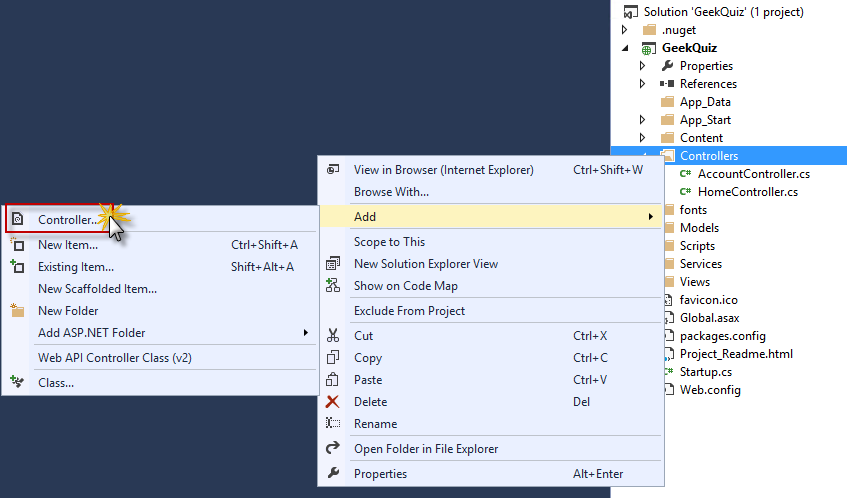 Solution 'GeekQuiz' (1 project)
.nuget
GeekQuiz
Properties
References
App_Data
App_Start
Content
Controllers
AccountController.cs
HomeController.cs
fonts
Models
Scripts
Services
Views
favicon.ico
Global.asax
packages.config
Project_Readme.html
Startup.cs
Web.config
View in Browser (Internet Explorer) Ctrl+Shift+W
Browse With...
Add
Scope to This
New Solution Explorer View
Show on Code Map
Exclude From Project
Cut Ctrl+X
Copy Ctrl+C
Paste Ctrl+V
Delete Del
Rename
Open Folder in File Explorer
Properties Alt+Enter
Controller...
New Item... Ctrl+Shift+A
Existing Item... Shift+Alt+A
New Scaffolded Item...
New Folder
Add ASP.NET Folder
Web API Controller Class (v2)
Class...